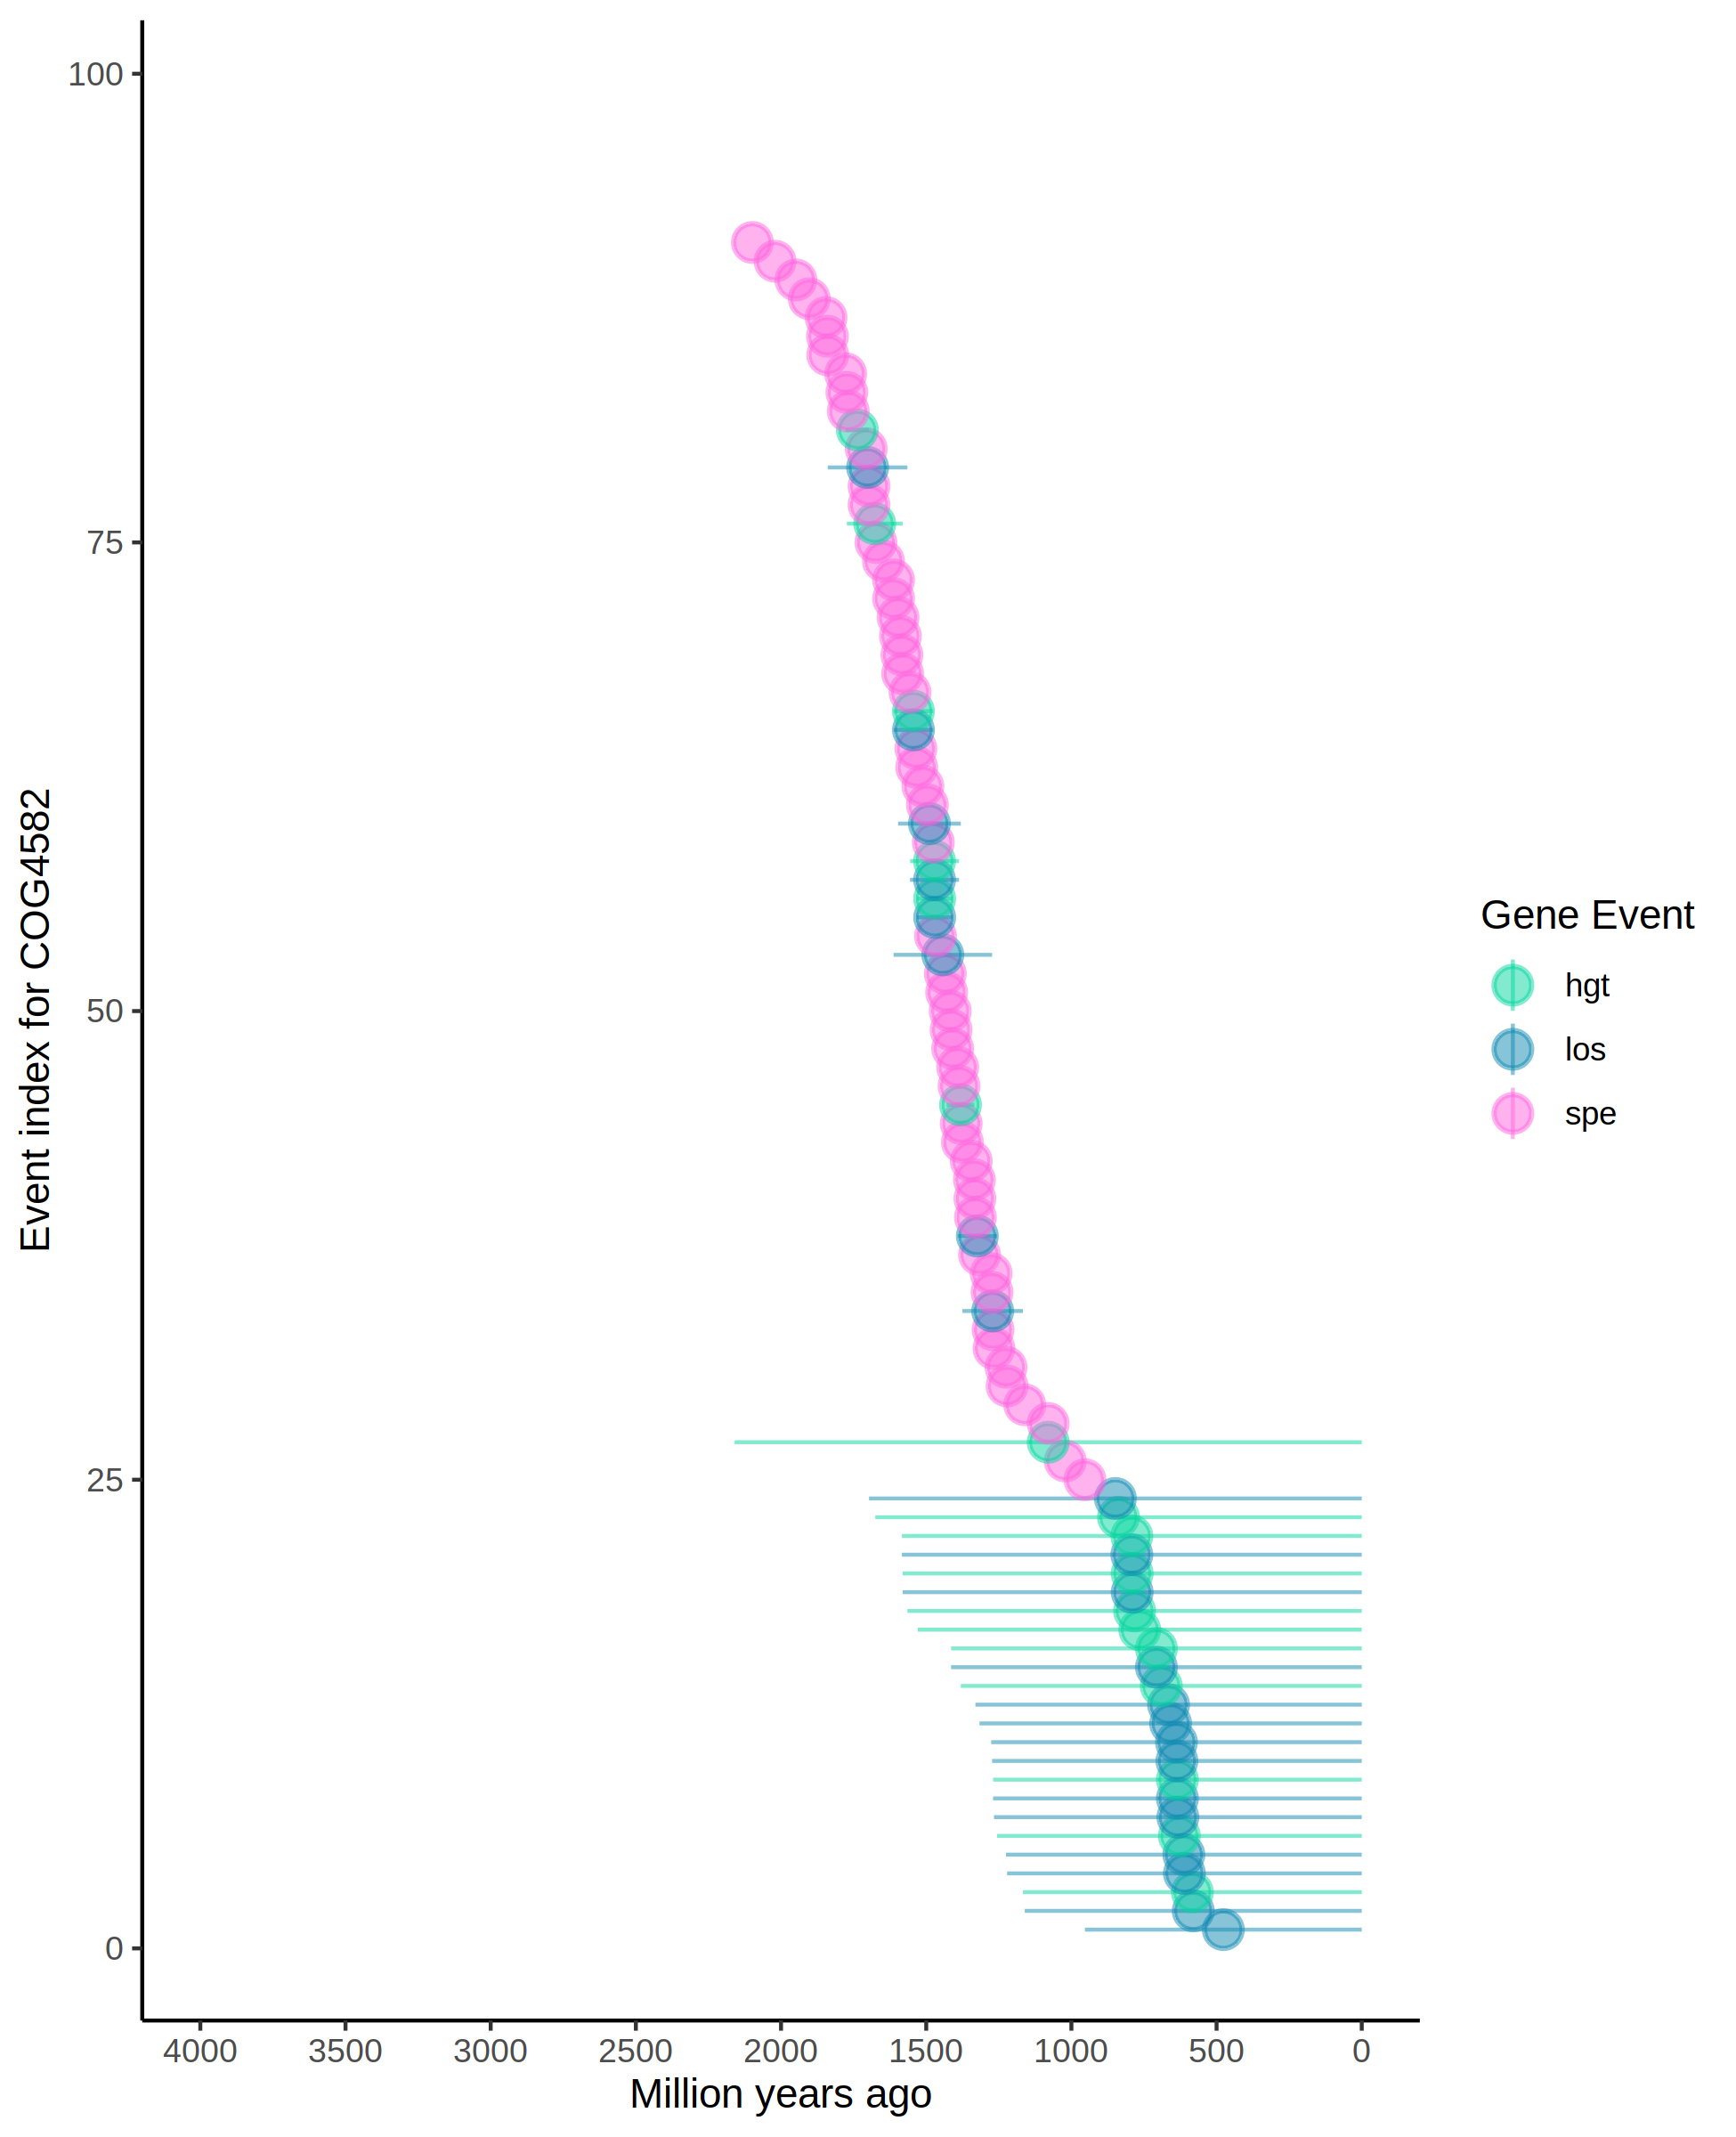 100
75
50
25
0
Event index for COG4582
4000 3500 3000 2500 2000 1500 1000 500 0
Million years ago
Gene Event
hgt
los
spe